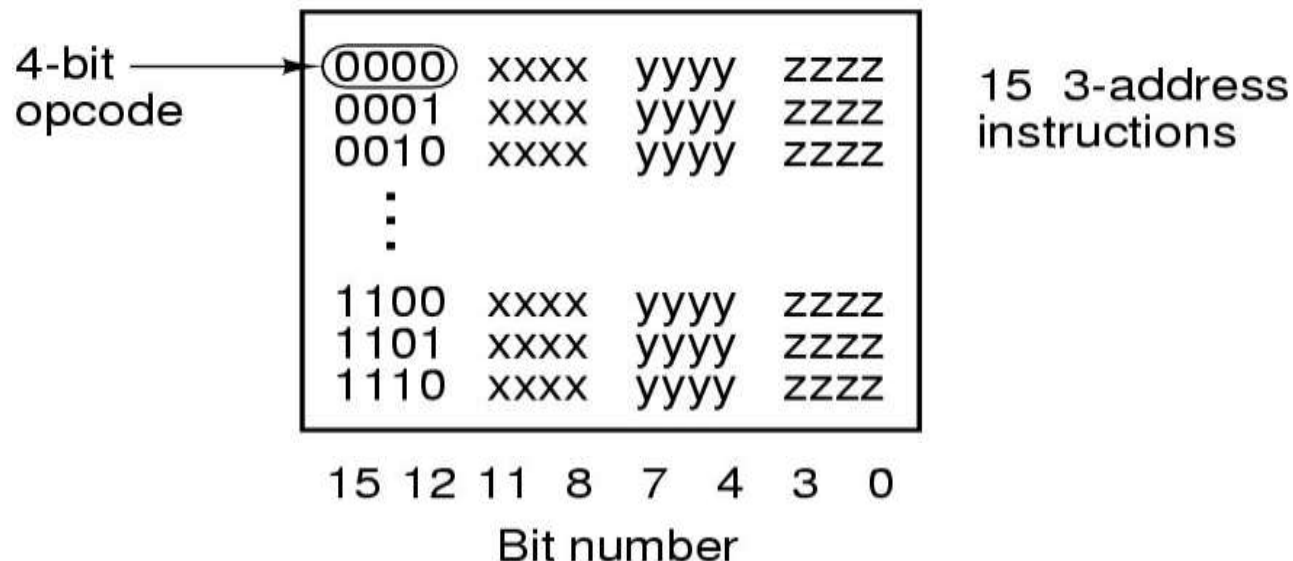 4-bit
opcode
0000 xxxx yyyy zzzz
0001 xxxx yyyy zzzz
0010 xxxx yyyy zzzz
⋮
1100 xxxx yyyy zzzz
1101 xxxx yyyy zzzz
1110 xxxx yyyy zzzz
15 3-address
instructions
15 12 11 8 7 4 3 0
Bit number